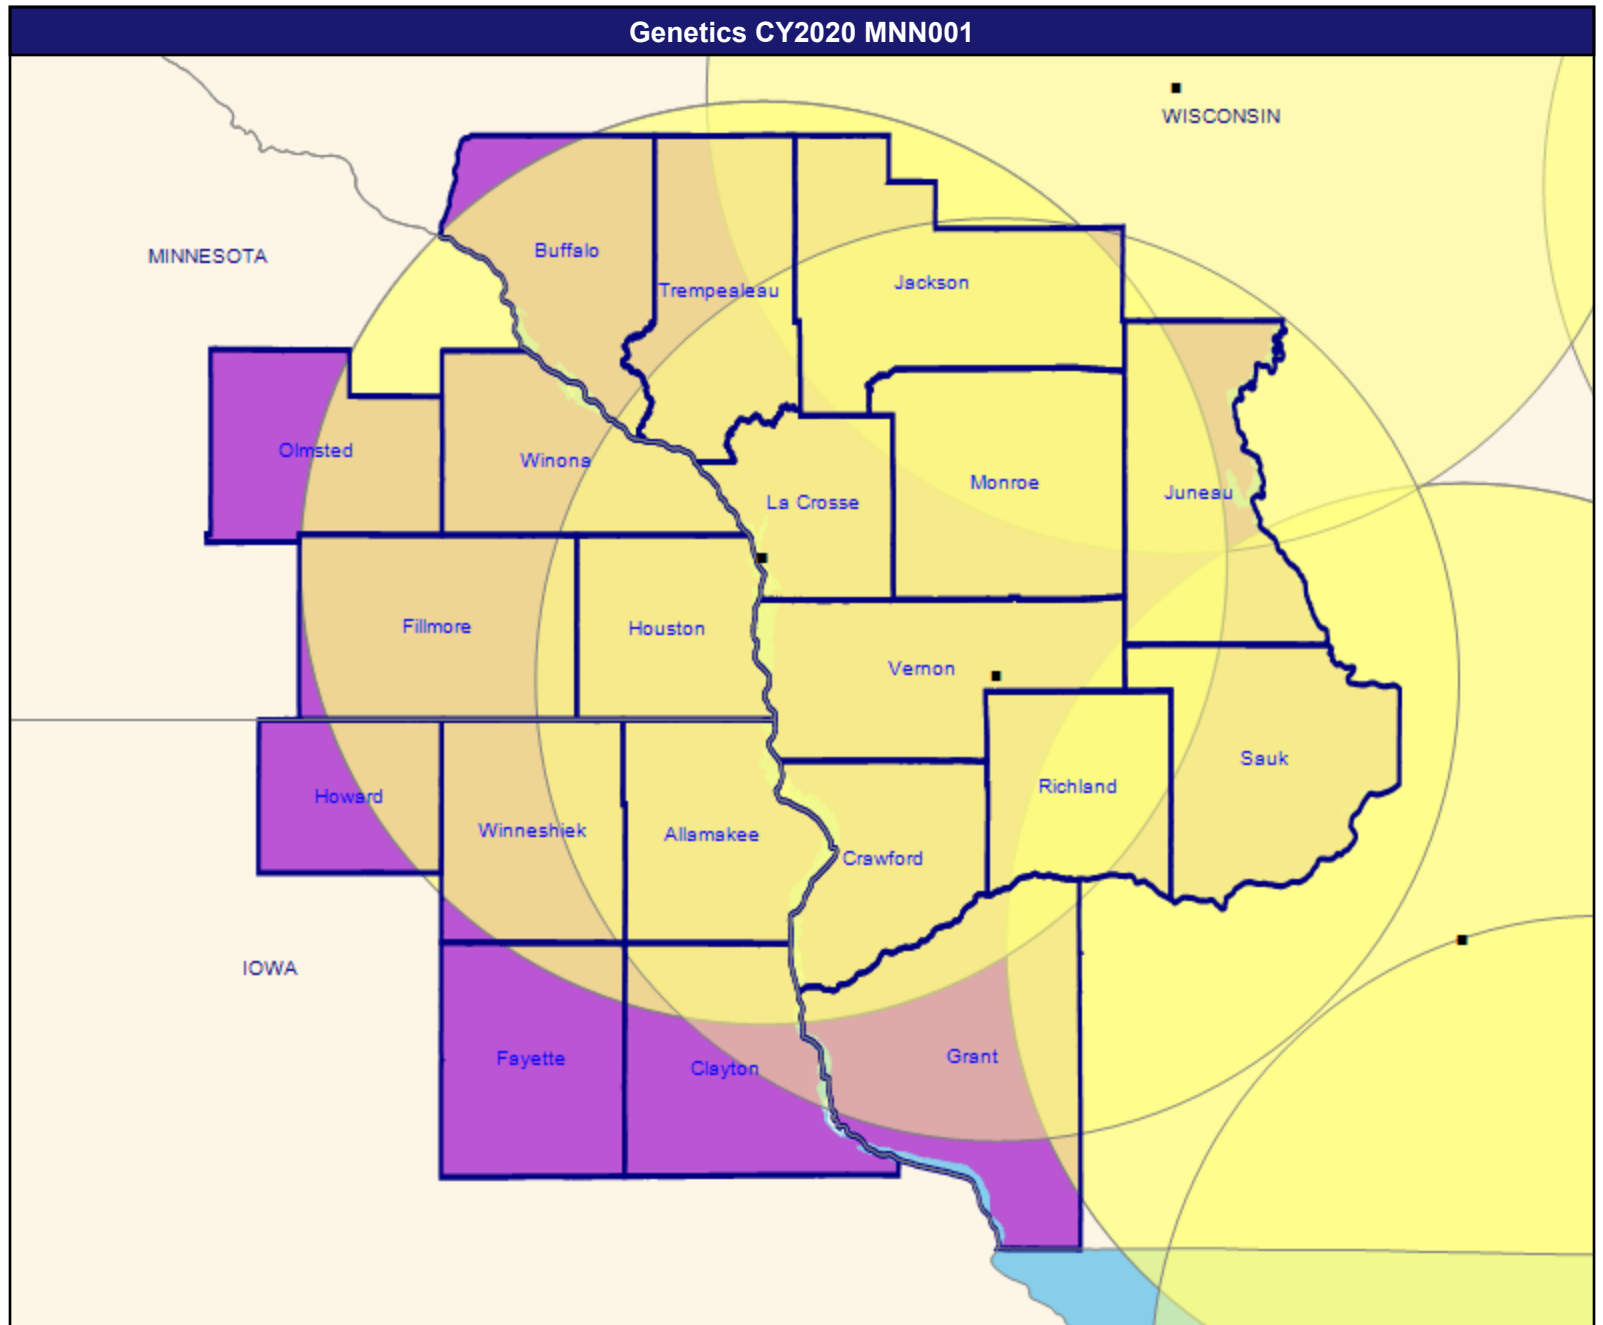 Genetics CY2020 MNN001
WISCONSIN
MINNESOTA
Buffalo
Trempealeau
Jackson
Olmsted
Winona
La Crosse
Monroe
Juneau
Fillmore
Houston
Vernon
Sauk
Richland
Howard
Winneshiek
Allamakee
Crawford
IOWA
Fayette
Clayton
Grant